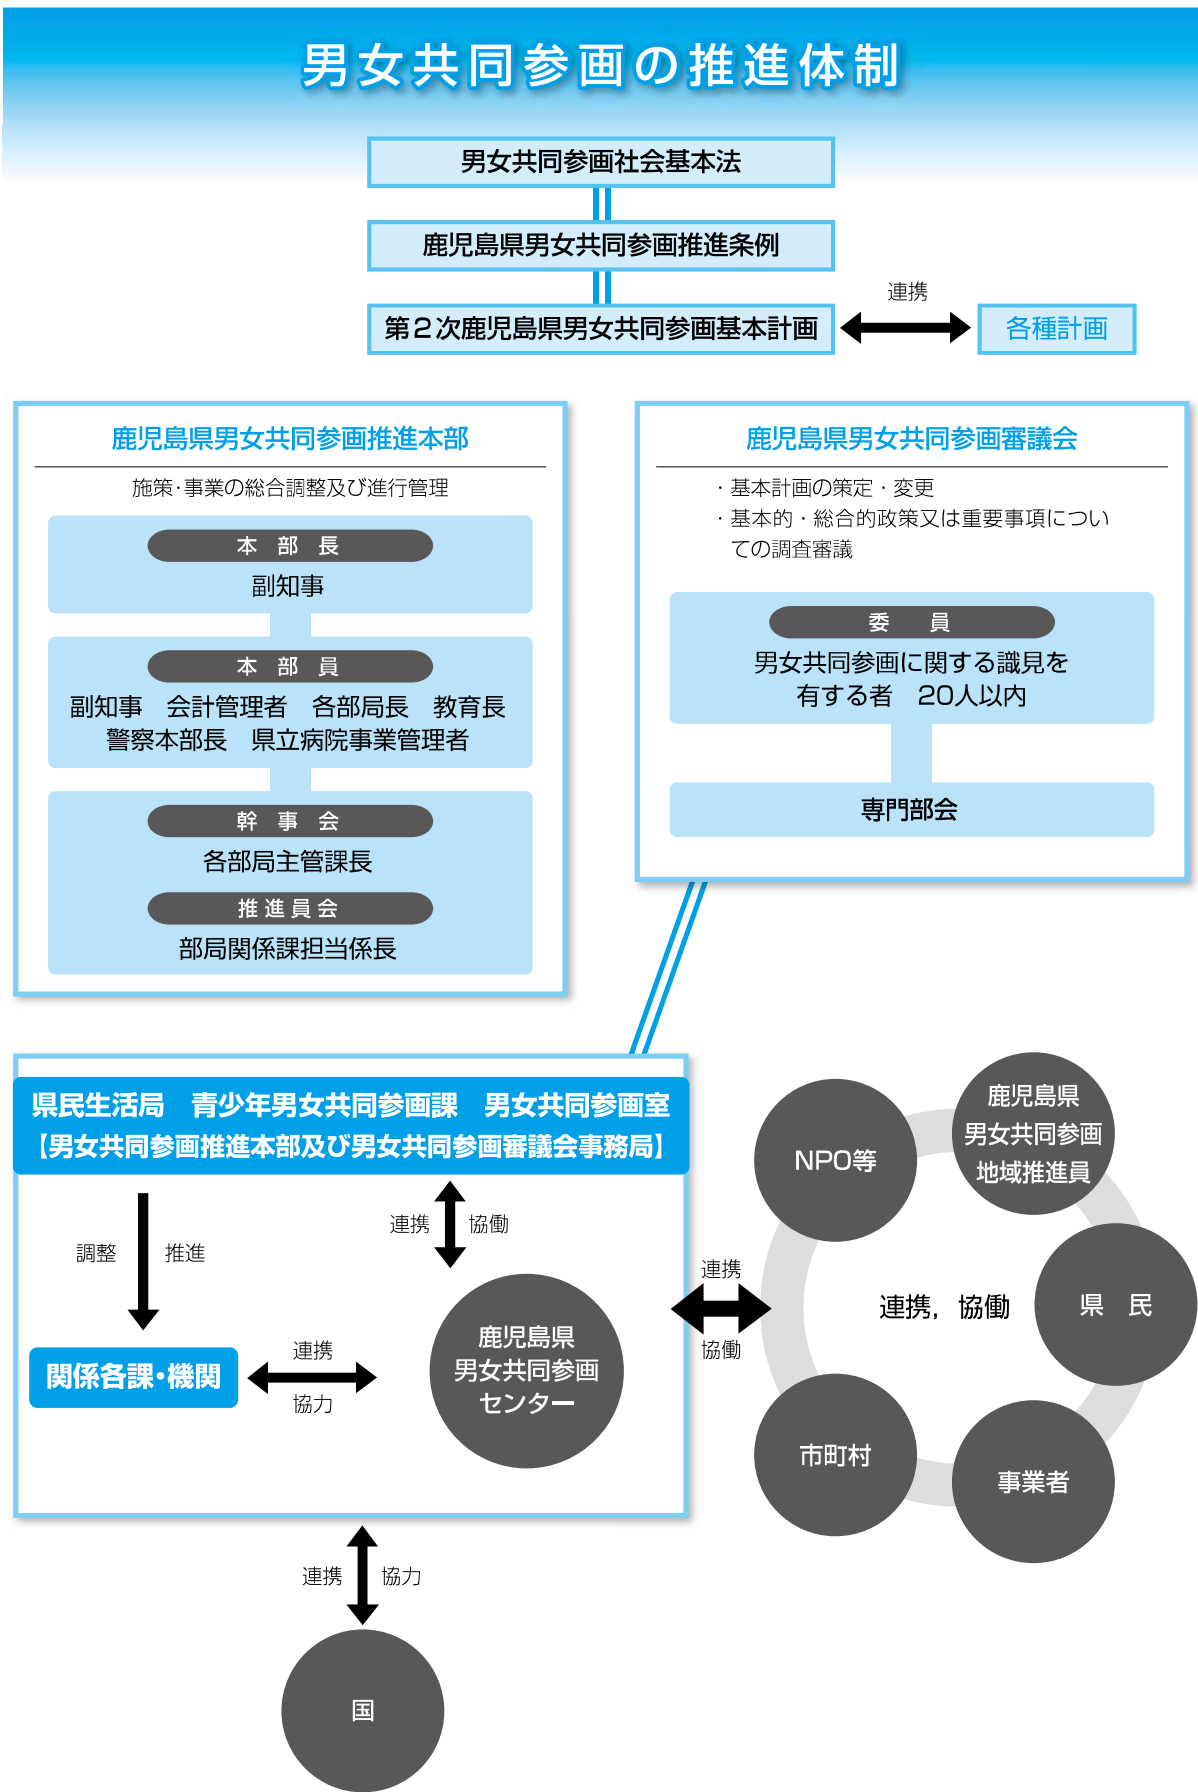 男女共同参画の推進体制
男女共同参画社会基本法
鹿児島県男女共同参画推進条例
第2次鹿児島県男女共同参画基本計画
連携
各種計画
鹿児島県男女共同参画推進本部
施策・事業の総合調整及び進行管理
本部長
副知事
本部員
副知事　会計管理者　各部局長　教育長
警察本部長　県立病院事業管理者
幹事会
各部局主管課長
推進員会
部局関係課担当係長
鹿児島県男女共同参画審議会
・基本計画の策定・変更
・基本的・総合的政策又は重要事項につい
ての調査審議
委　員
男女共同参画に関する識見を
有する者　20人以内
専門部会
県民生活局　青少年男女共同参画課　男女共同参画室
【男女共同参画推進本部及び男女共同参画審議会事務局】
調整　推進
連携　協働
関係各課・機関
連携
協力
鹿児島県
男女共同参画
センター
連携
協働
NPO等
鹿児島県
男女共同参画
地域推進員
県　民
連携，協働
市町村
事業者
連携　協力
国